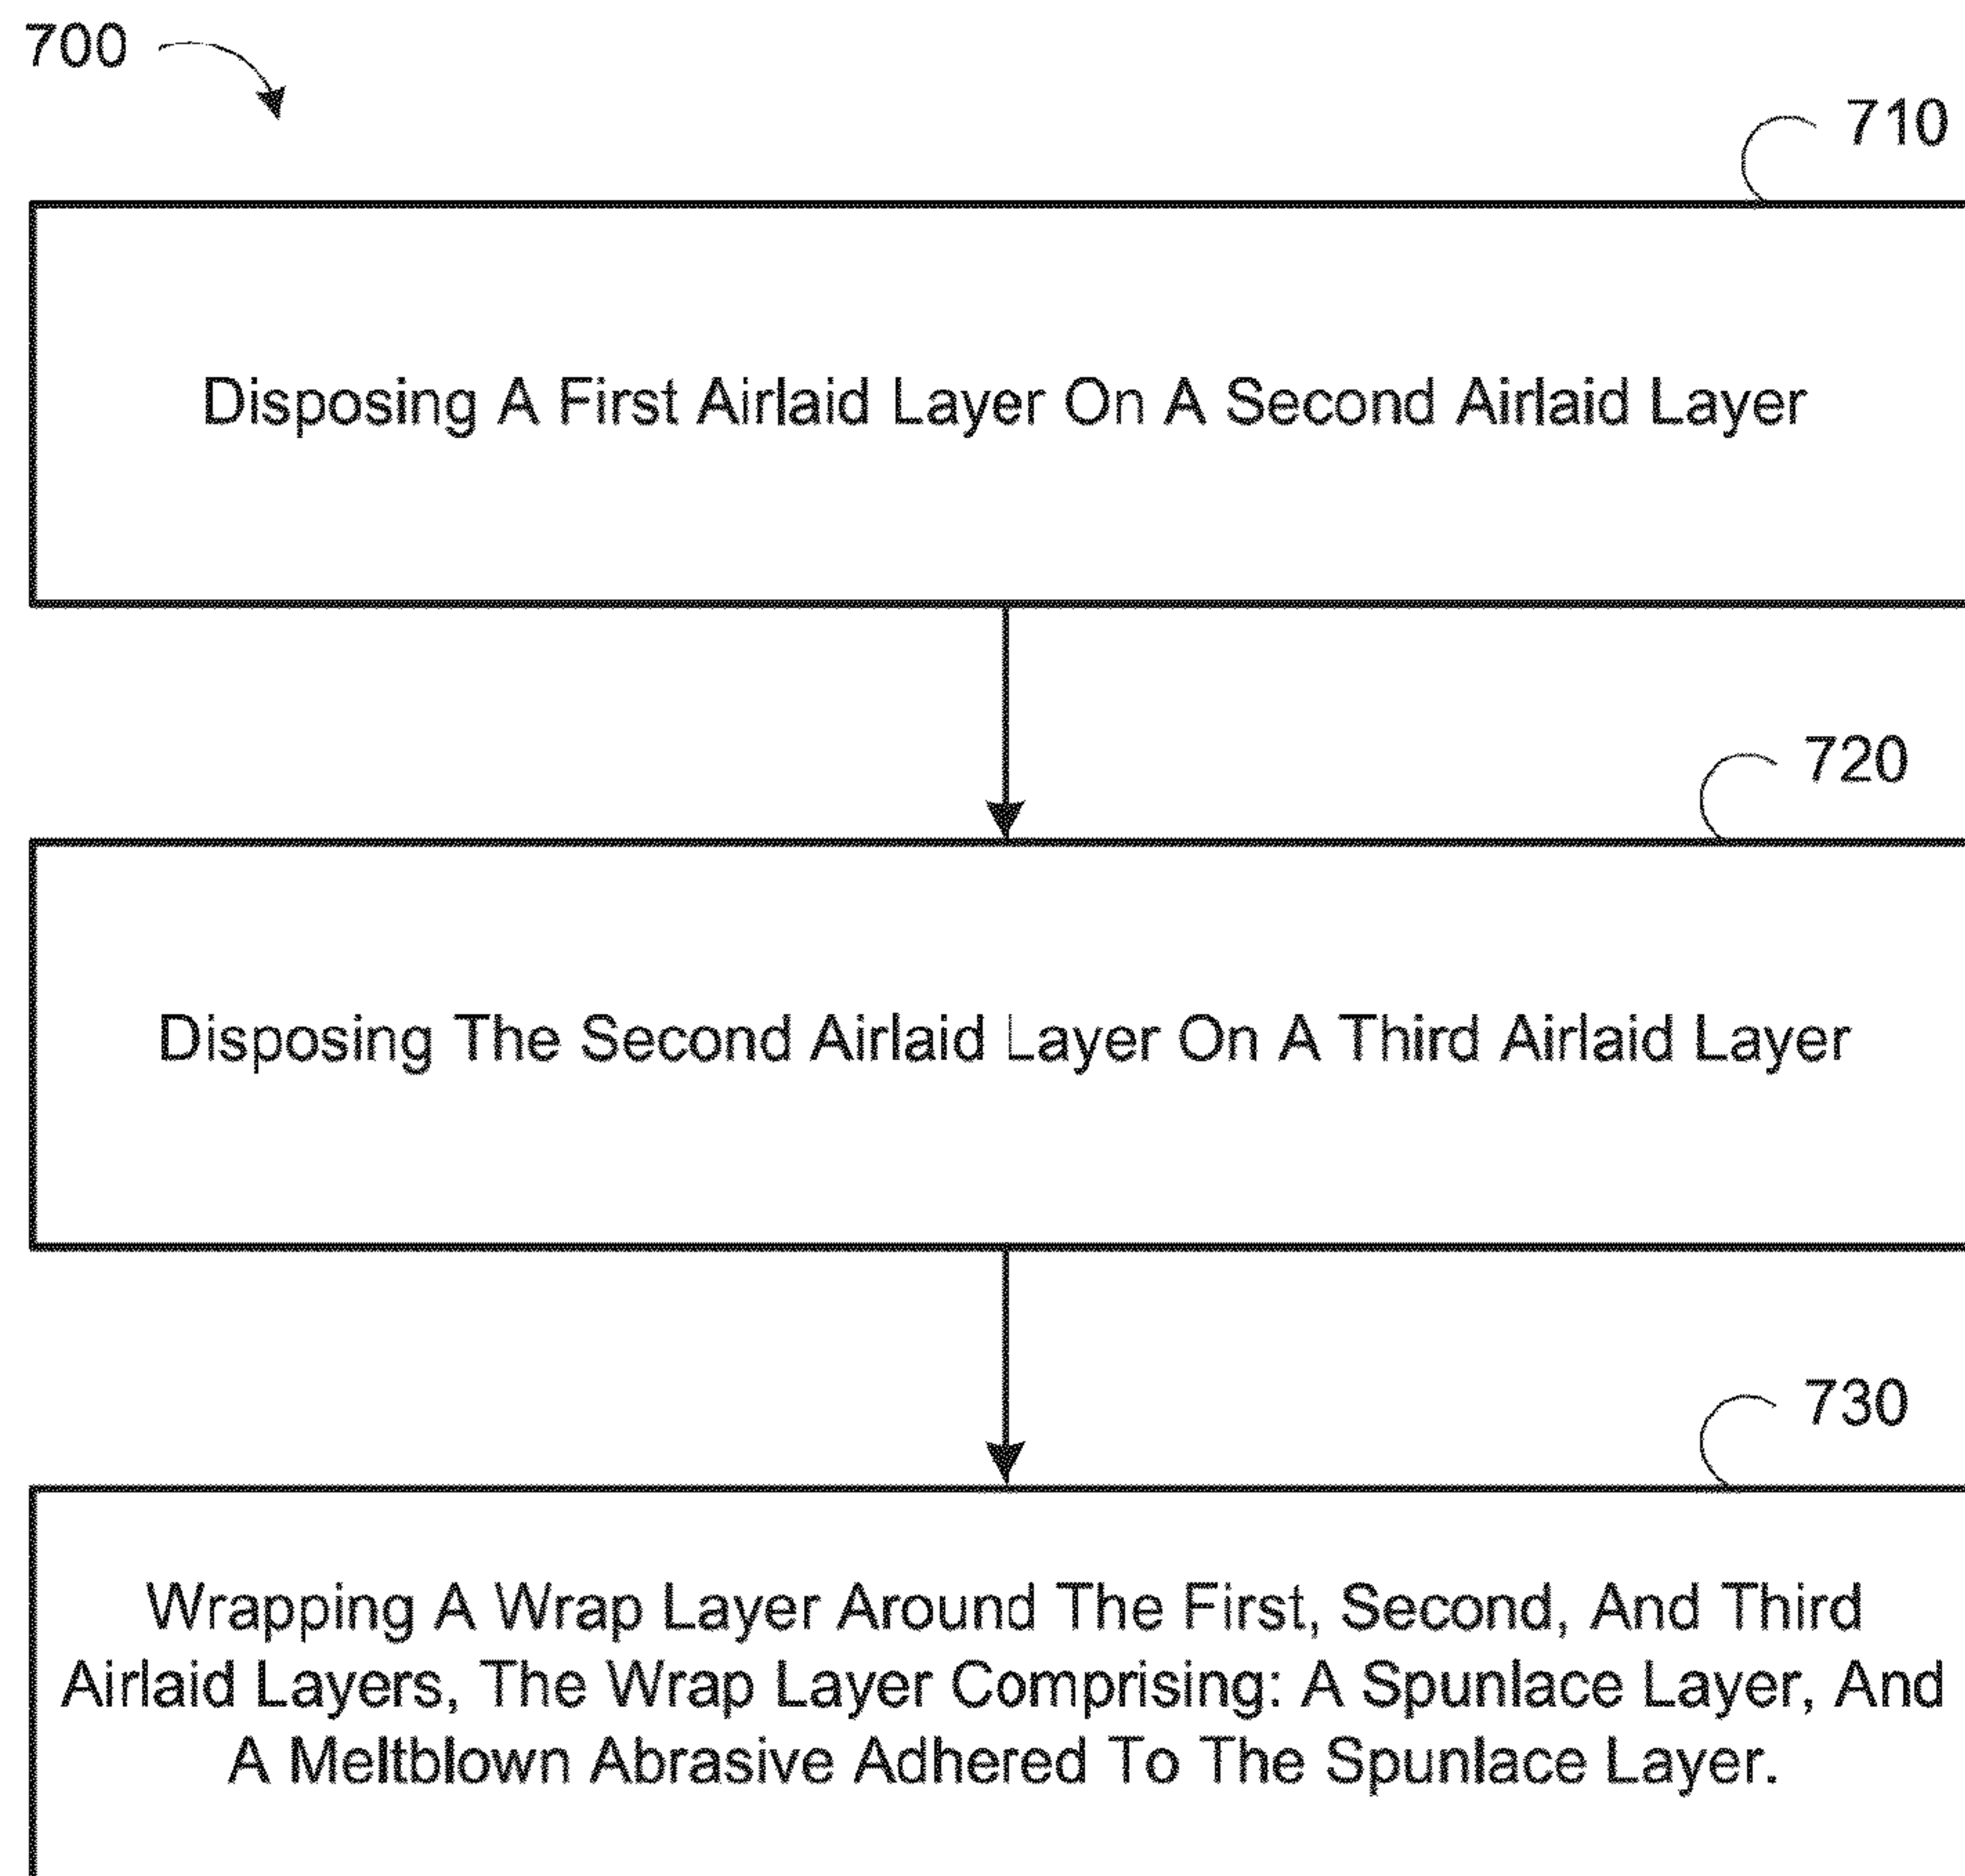 700
710
Disposing A First Airlaid Layer On A Second Airlaid Layer
720
Disposing The Second Airlaid Layer On A Third Airlaid Layer
730
Wrapping A Wrap Layer Around The First, Second, And Third
Airlaid Layers, The Wrap Layer Comprising: A Spunlace Layer, And
A Meltblown Abrasive Adhered To The Spunlace Layer.